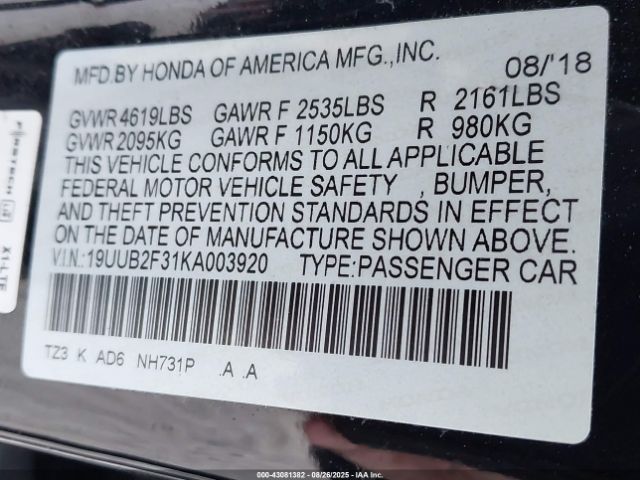 MFD.BY HONDA OF AMERICA MFG.,INC. 08/'18
GVWR 4619LBS GAWR F 2535LBS R 2161LBS
GVWR 2095KG GAWR F 1150KG R 980KG
THIS VEHICLE CONFORMS TO ALL APPLICABLE
FEDERAL MOTOR VEHICLE SAFETY , BUMPER,
AND THEFT PREVENTION STANDARDS IN EFFECT
ON THE DATE OF MANUFACTURE SHOWN ABOVE.
V.I.N.:19UUB2F31KA003920 TYPE:PASSENGER CAR
TZ3 K AD6 NH731P .A .A
FIRSTECH
X1-LTE
000-43081382 - 08/26/2025 - IAA Inc.